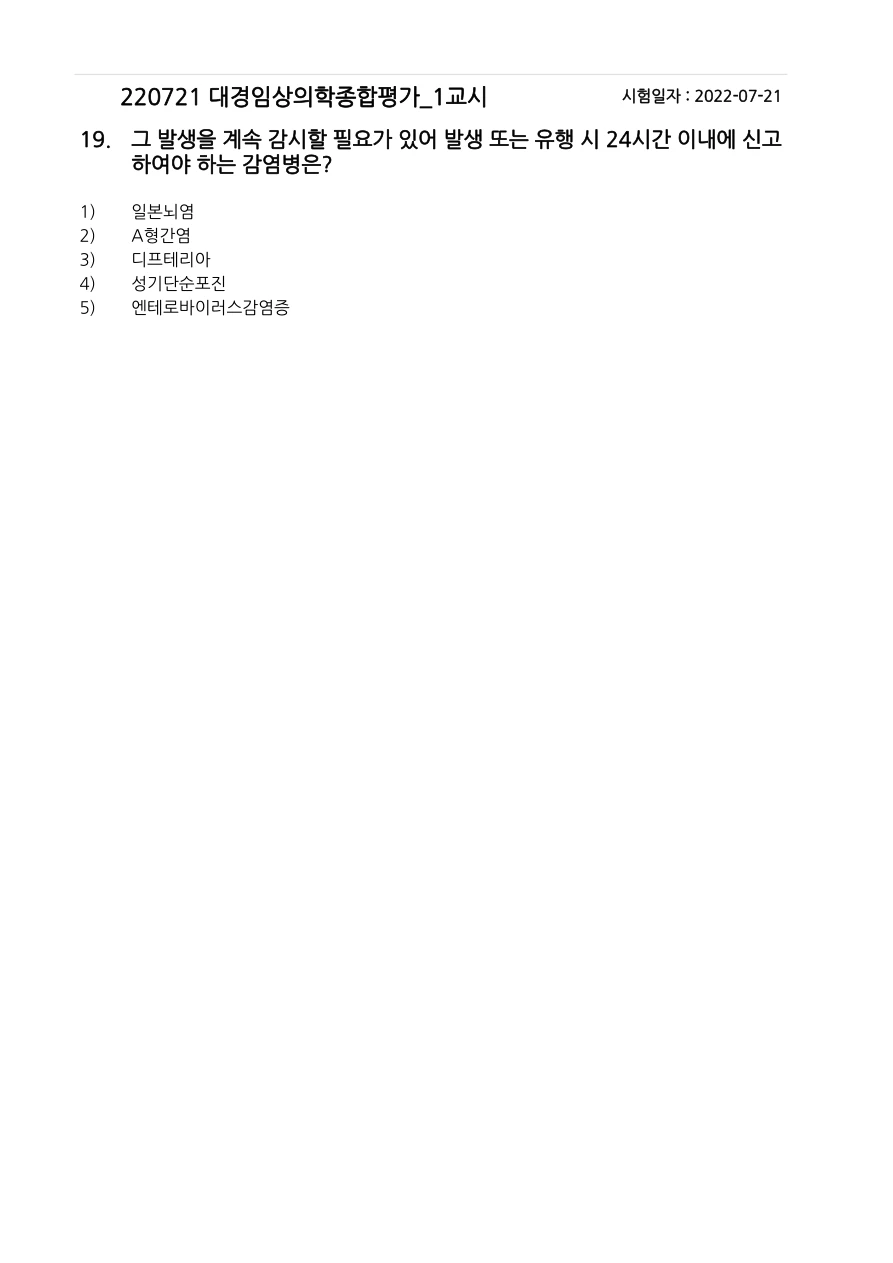 220721 대경임상의학종합평가_1교시 시험일자 : 2022-07-21
19. 그 발생을 계속 감시할 필요가 있어 발생 또는 유행 시 24시간 이내에 신고
하여야 하는 감염병은?
1) 일본뇌염
2) A형간염
3) 디프테리아
4) 성기단순포진
5) 엔테로바이러스감염증